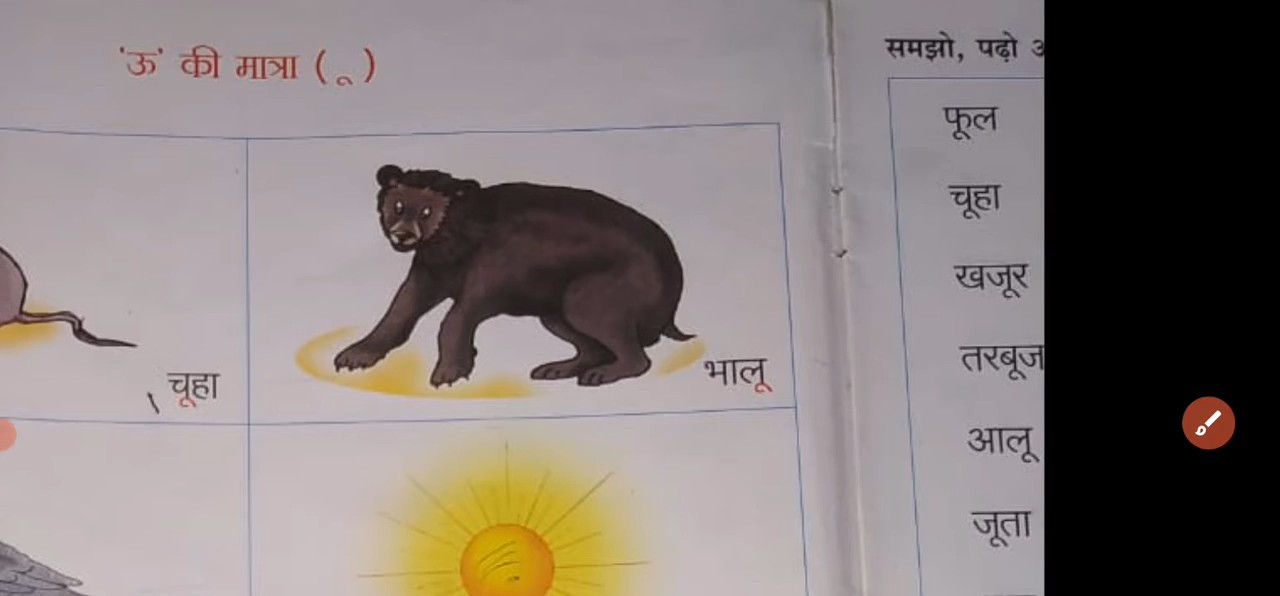 'ऊ' की मात्रा ( ू )
चूहा
भालू
समझो, पढ़ो
फूल
चूहा
खजूर
तरबूज
आलू
जूता